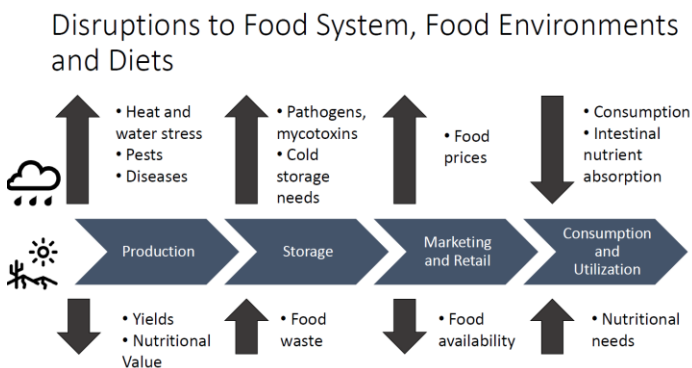 Disruptions to Food System, Food Environments
and Diets
• Heat and
water stress
• Pests
• Diseases
• Pathogens,
mycotoxins
• Cold
storage
needs
• Food
prices
• Consumption
• Intestinal
nutrient
absorption
Production
Storage
Marketing
and Retail
Consumption
and
Utilization
• Yields
• Nutritional
Value
• Food
waste
• Food
availability
• Nutritional
needs